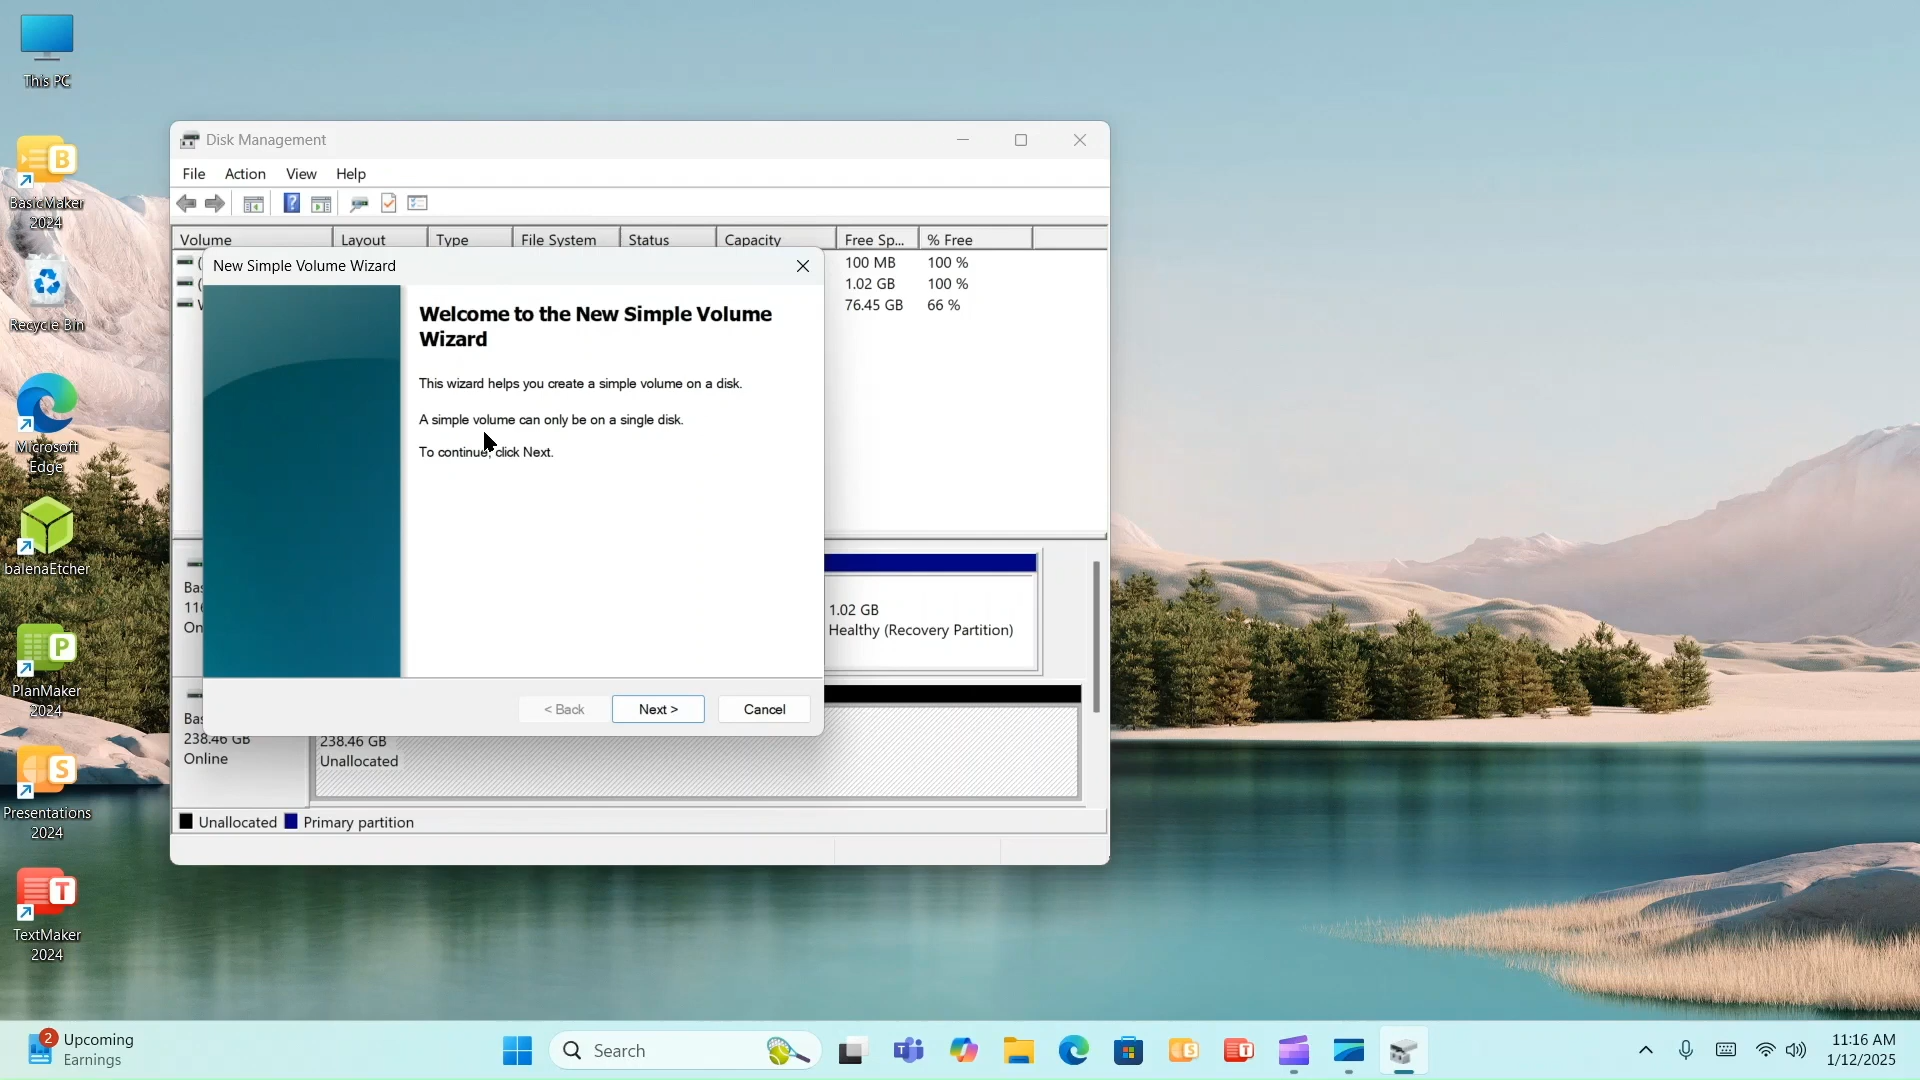 This PC
BasicMaker
2024
Recycle Bin
Microsoft
Edge
balenaEtcher
PlanMaker
2024
Presentations
2024
TextMaker
2024
Disk Management
File Action View Help
Volume Layout Type File System Status Capacity Free Sp... % Free
100 MB 100 %
1.02 GB 100 %
76.45 GB 66 %
New Simple Volume Wizard
Welcome to the New Simple Volume
Wizard
This wizard helps you create a simple volume on a disk.
A simple volume can only be on a single disk.
To continue, click Next.
< Back Next > Cancel
1.02 GB
Healthy (Recovery Partition)
238.46 GB
Online
238.46 GB
Unallocated
Unallocated Primary partition
2
Upcoming
Earnings
Search
11:16 AM
1/12/2025